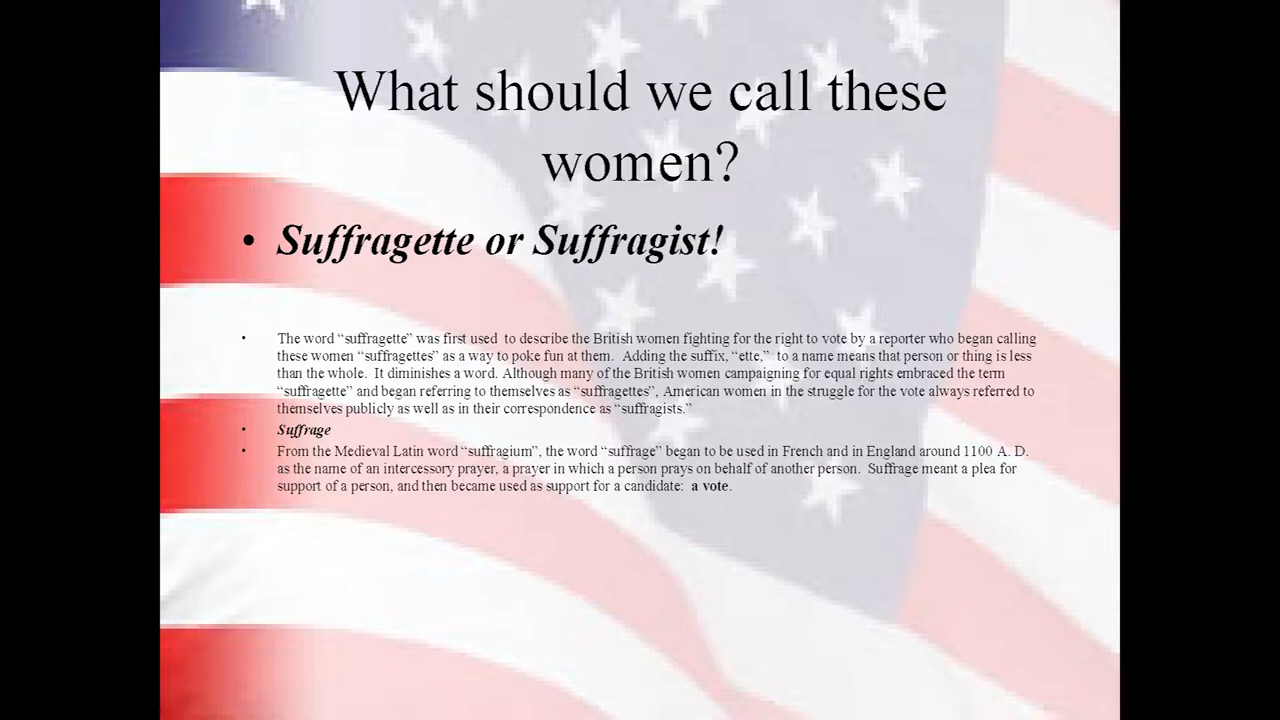 What should we call these
women?
• Suffragette or Suffragist!
• The word “suffragette” was first used  to describe the British women fighting for the right to vote by a reporter who began calling
these women “suffragettes” as a way to poke fun at them.  Adding the suffix, “ette,”  to a name means that person or thing is less
than the whole.  It diminishes a word. Although many of the British women campaigning for equal rights embraced the term
“suffragette” and began referring to themselves as “suffragettes”, American women in the struggle for the vote always referred to
themselves publicly as well as in their correspondence as “suffragists.”
• Suffrage
• From the Medieval Latin word “suffragium”, the word “suffrage” began to be used in French and in England around 1100 A. D.
as the name of an intercessory prayer, a prayer in which a person prays on behalf of another person.  Suffrage meant a plea for
support of a person, and then became used as support for a candidate:  a vote.